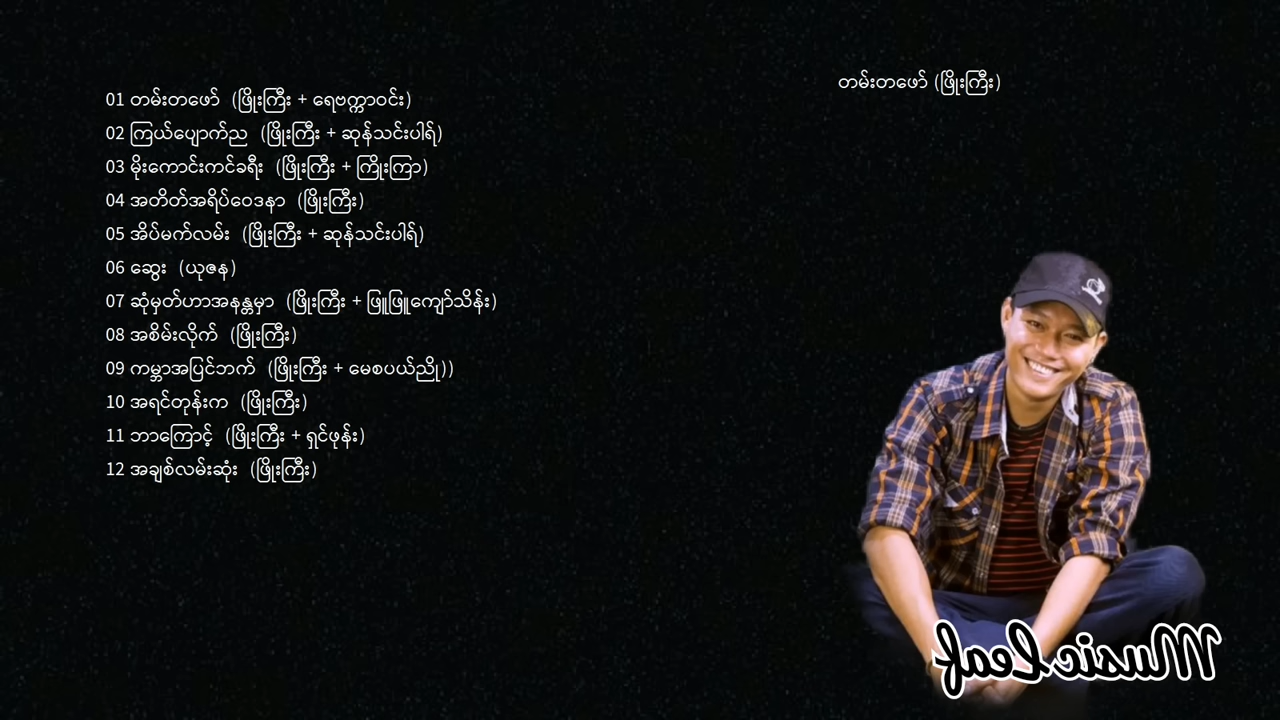 01 တမ်းတဖော်  (ဖြိုးကြီး + ရေဗက္ကာဝင်း)
02 ကြယ်ပျောက်ည  (ဖြိုးကြီး + ဆုန်သင်းပါရ်)
03 မိုးကောင်းကင်ခရီး  (ဖြိုးကြီး + ကြိုးကြာ)
04 အတိတ်အရိပ်ဝေဒနာ  (ဖြိုးကြီး)
05 အိပ်မက်လမ်း  (ဖြိုးကြီး + ဆုန်သင်းပါရ်)
06 ဆွေး  (ယုဇန)
07 ဆုံမှတ်ဟာအနန္တမှာ  (ဖြိုးကြီး + ဖြူဖြူကျော်သိန်း)
08 အစိမ်းလိုက်  (ဖြိုးကြီး)
09 ကမ္ဘာအပြင်ဘက်  (ဖြိုးကြီး + မေစပယ်ညို))
10 အရင်တုန်းက  (ဖြိုးကြီး)
11 ဘာကြောင့်  (ဖြိုးကြီး + ရှင်ဖုန်း)
12 အချစ်လမ်းဆုံး  (ဖြိုးကြီး)
တမ်းတဖော် (ဖြိုးကြီး)
Music Leaf